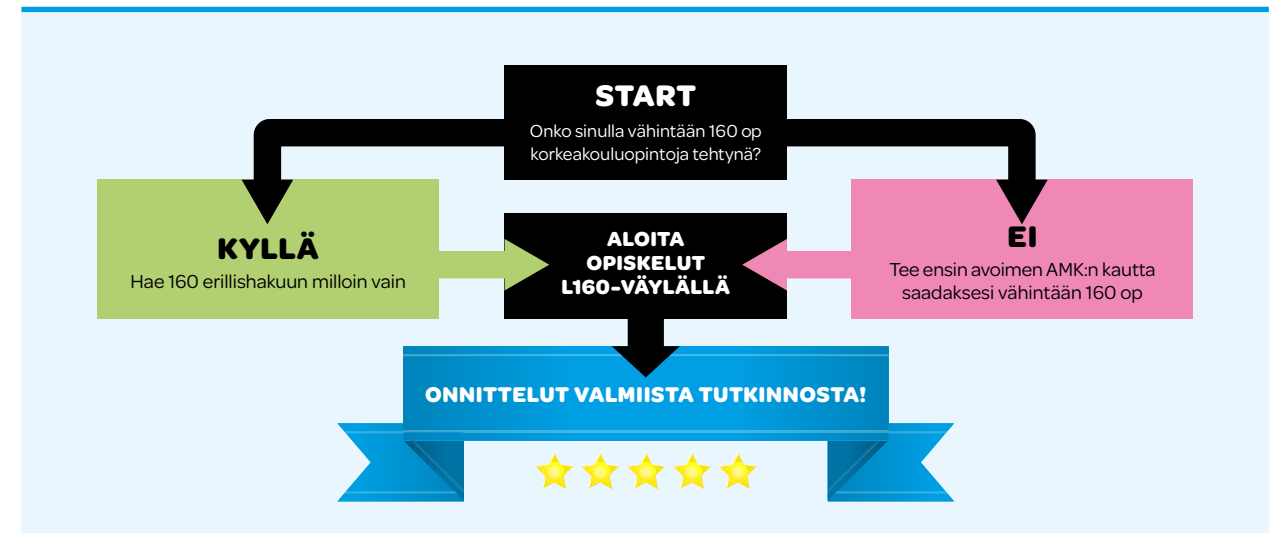 START
Onko sinulla vähintään 160 op
korkeakouluopintoja tehtynä?
KYLLÄ
Hae 160 erillishakuun milloin vain
ALOITA
OPISKELUT
L160-VÄYLÄLLÄ
EI
Tee ensin avoimen AMK:n kautta
saadaksesi vähintään 160 op
ONNITTELUT VALMIISTA TUTKINNOSTA!